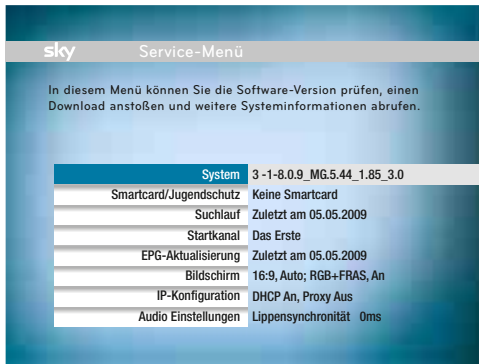 sky Service-Menü
In diesem Menü können Sie die Software-Version prüfen, einen
Download anstoßen und weitere Systeminformationen abrufen.
System 3 -1-8.0.9_MG.5.44_1.85_3.0
Smartcard/Jugendschutz Keine Smartcard
Suchlauf Zuletzt am 05.05.2009
Startkanal Das Erste
EPG-Aktualisierung Zuletzt am 05.05.2009
Bildschirm 16:9, Auto; RGB+FRAS, An
IP-Konfiguration DHCP An, Proxy Aus
Audio Einstellungen Lippensynchronität 0ms